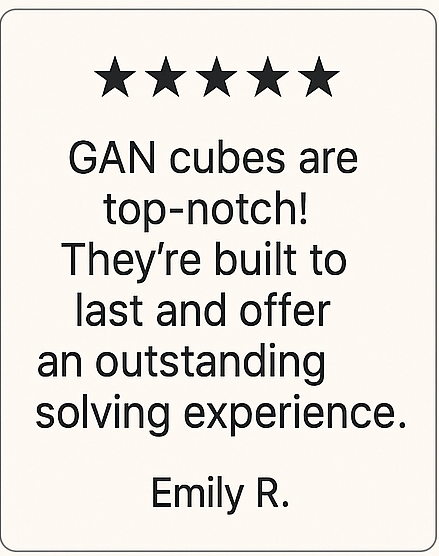 ★★★★★
GAN cubes are
top-notch!
They’re built to
last and offer
an outstanding
solving experience.
Emily R.